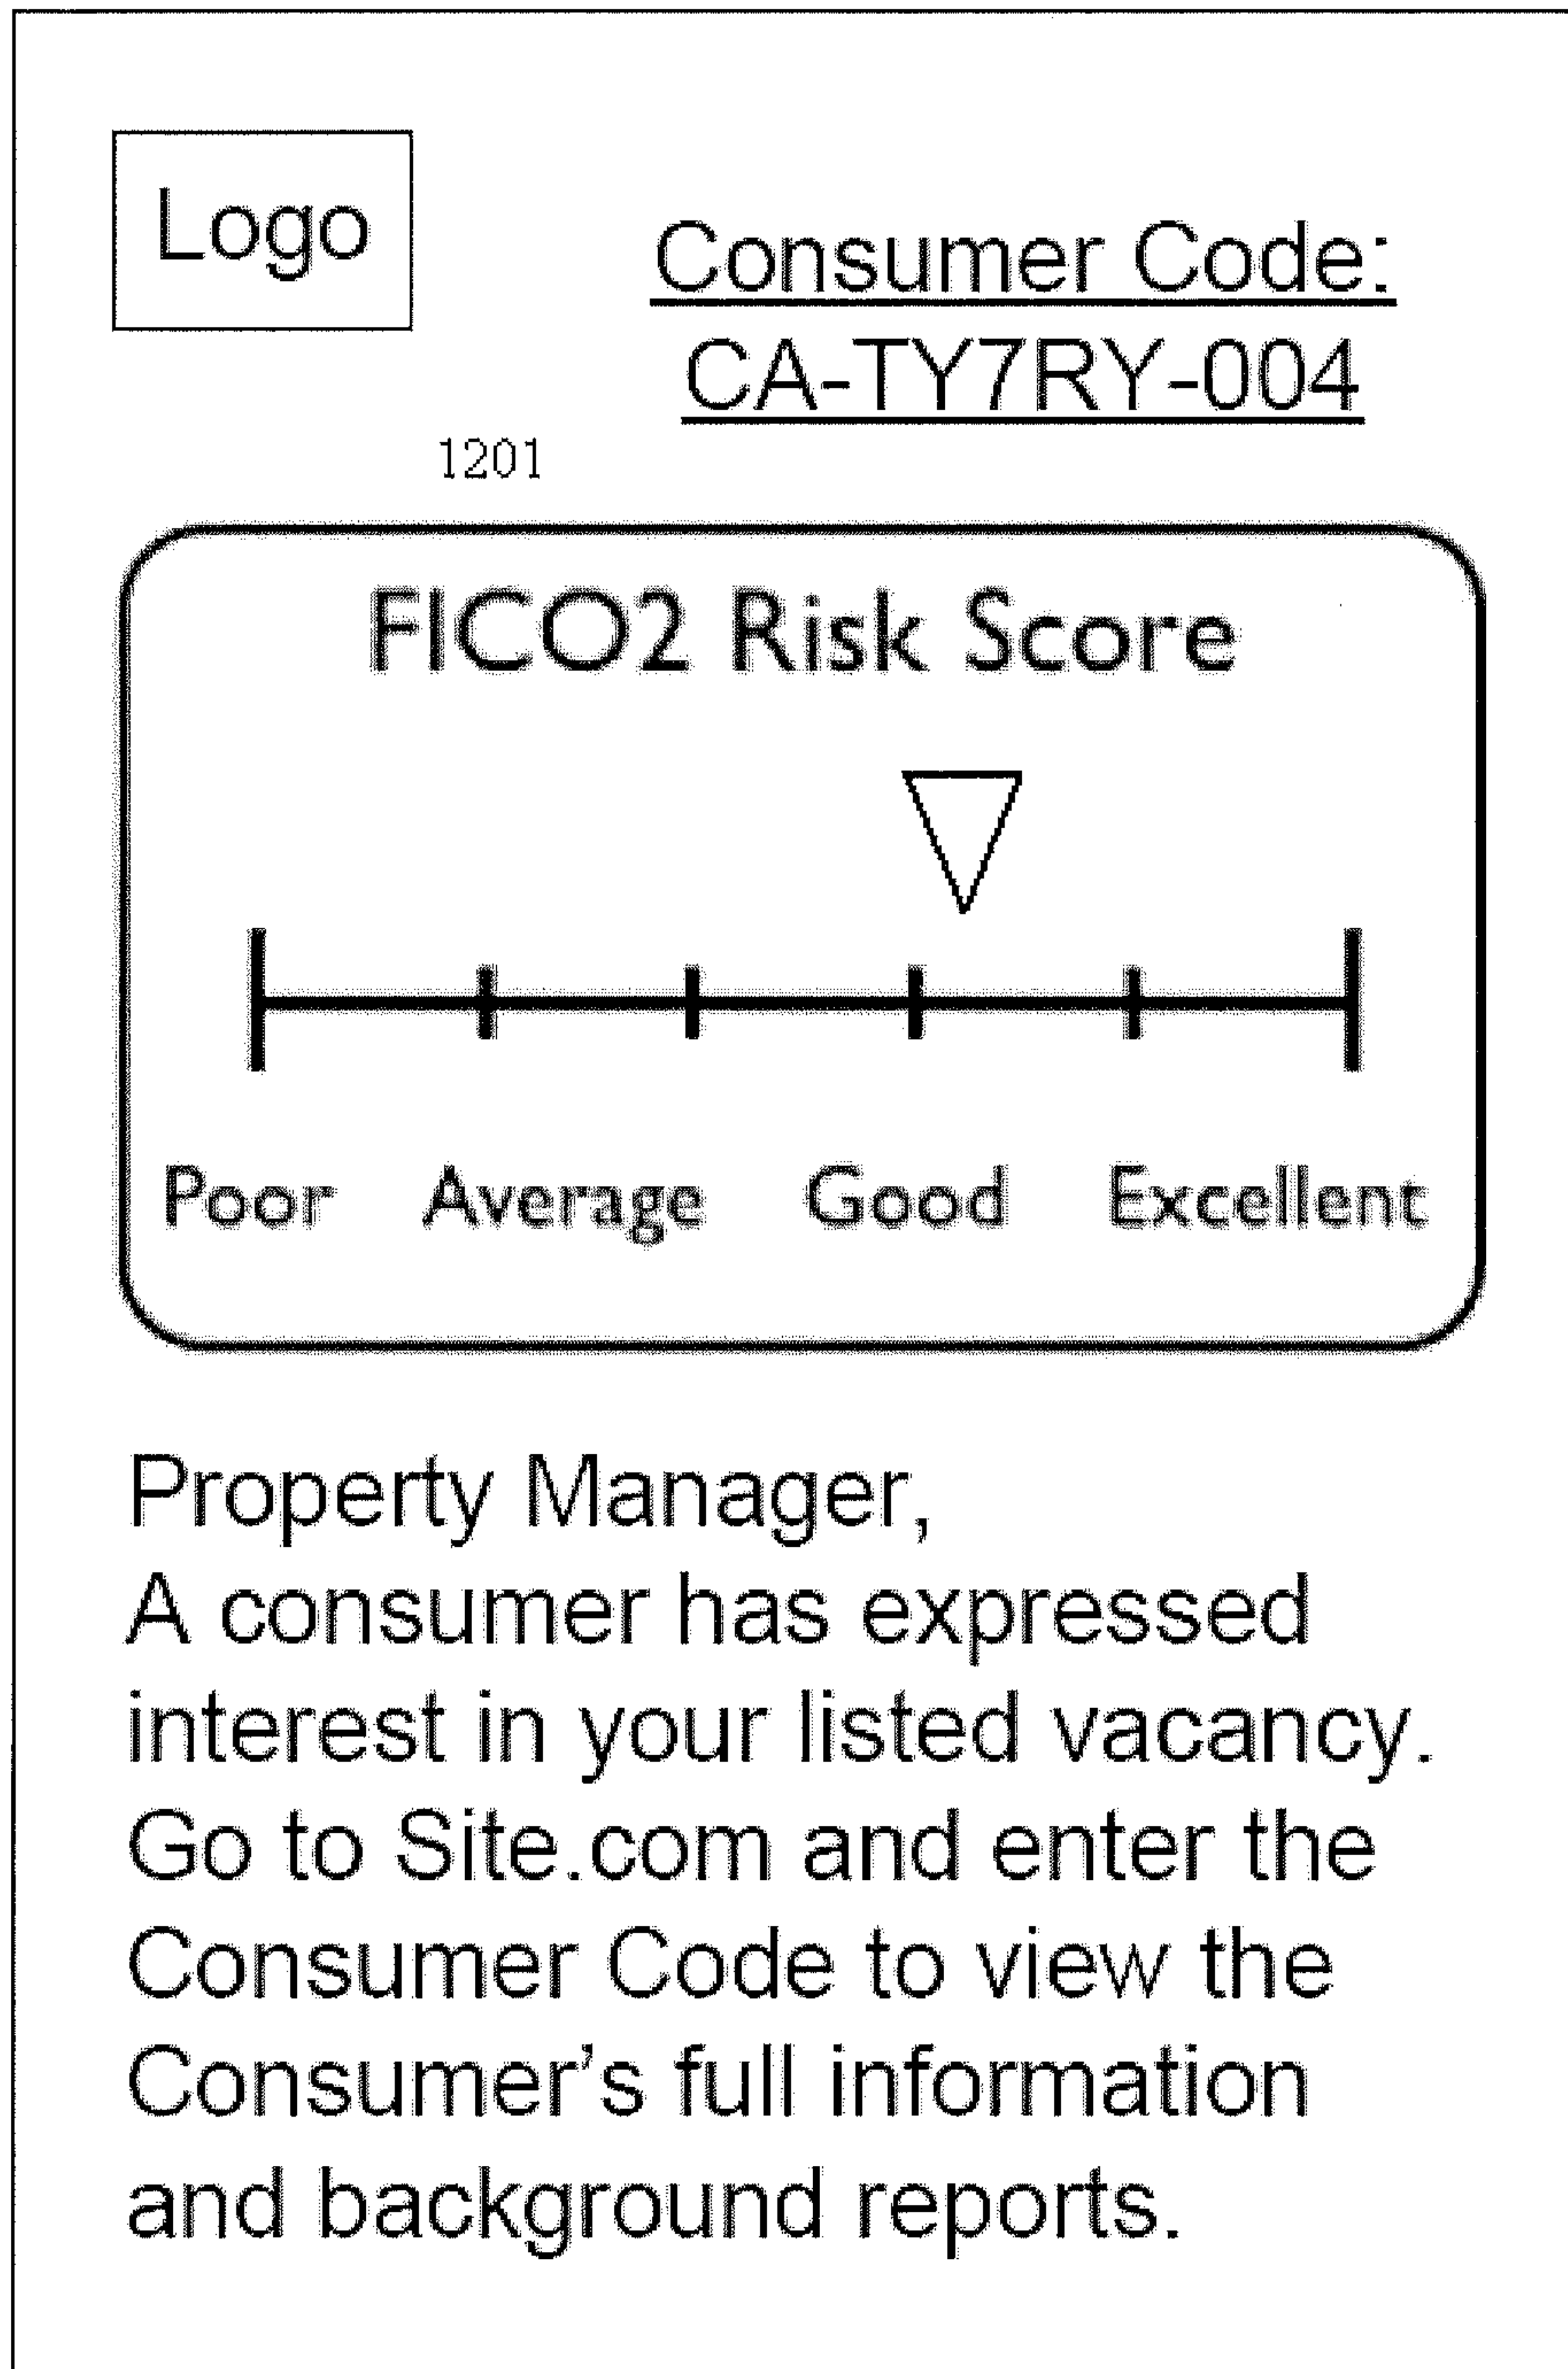 Logo
Consumer Code:
CA-TY7RY-004
1201
FICO2 Risk Score
Poor Average Good Excellent
Property Manager,
A consumer has expressed
interest in your listed vacancy.
Go to Site.com and enter the
Consumer Code to view the
Consumer’s full information
and background reports.